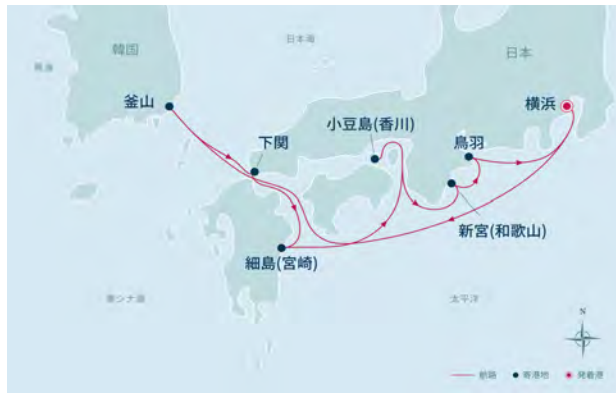 日本海
韓国
日本
黄海
釜山
横浜
小豆島(香川)
鳥羽
下関
新宮(和歌山)
細島(宮崎)
東シナ海
太平洋
N
航路
寄港地
発着港